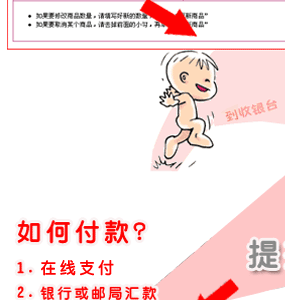 如果要修改商品数量，请填写好新的数量
新商品"
如果要取消某个商品，请去掉前面的小勾，再
新商品"
到收银台
如何付款?
1. 在线支付
2. 银行或邮局汇款
提